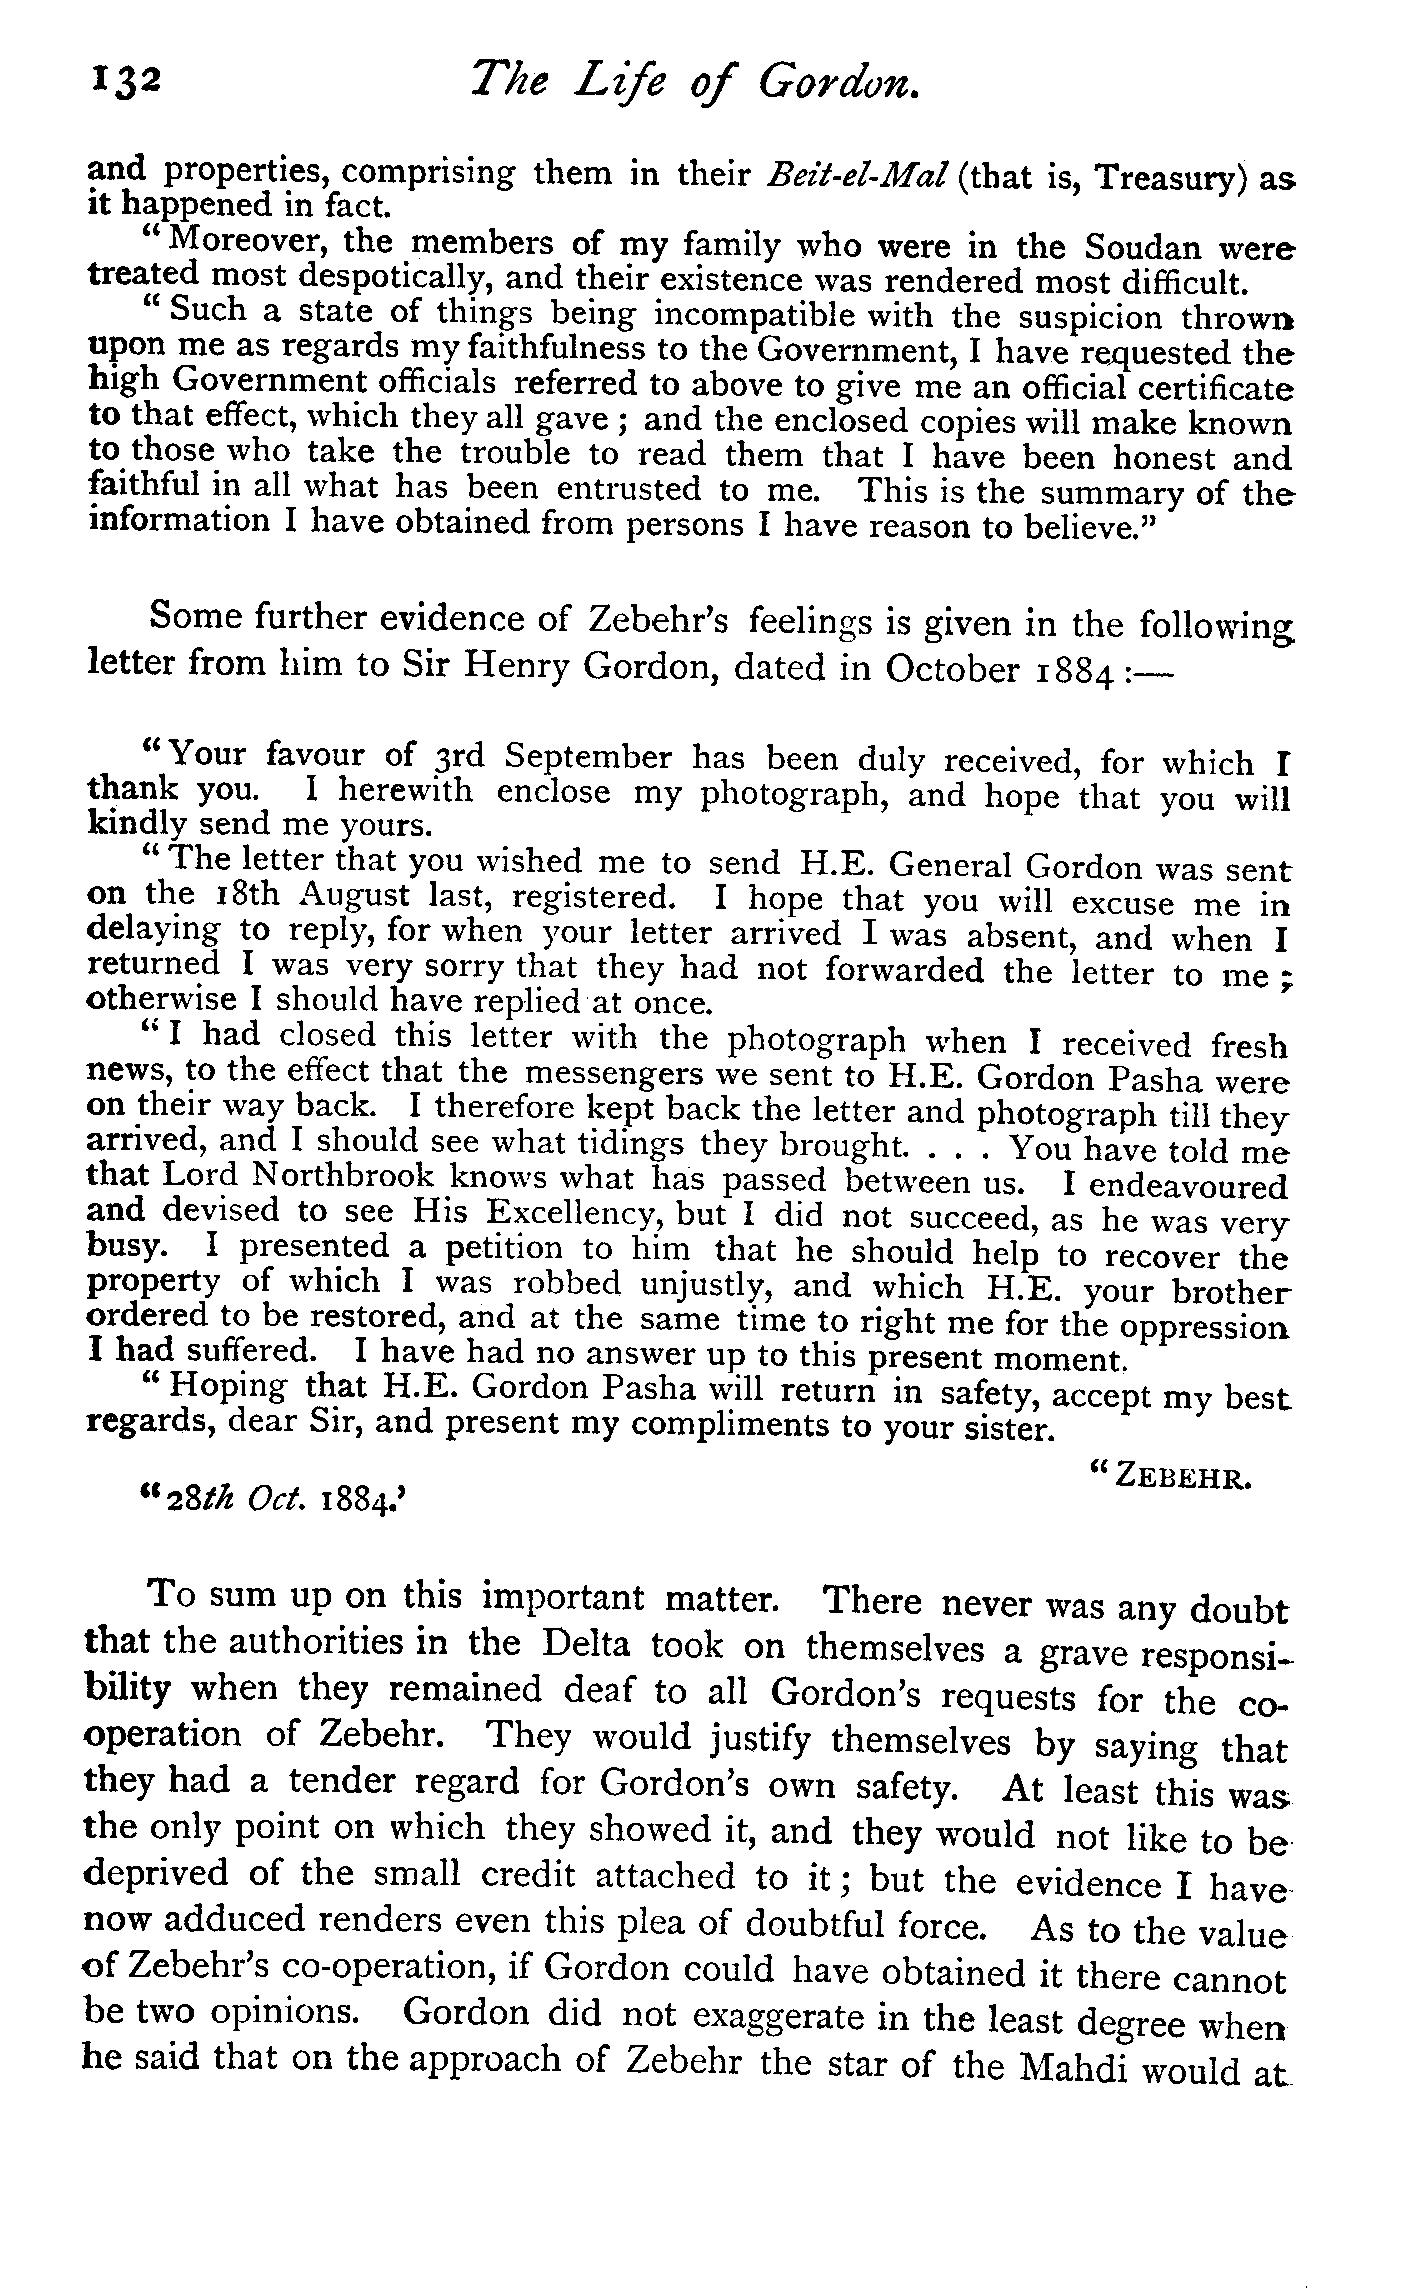 132 The Life of Gordon.
and properties, comprising them in their Beit-el-Mal (that is, Treasury) as
it happened in fact.
“Moreover, the members of my family who were in the Soudan were
treated most despotically, and their existence was rendered most difficult.
“Such a state of things being incompatible with the suspicion thrown
upon me as regards my faithfulness to the Government, I have requested the
high Government officials referred to above to give me an official certificate
to that effect, which they all gave; and the enclosed copies will make known
to those who take the trouble to read them that I have been honest and
faithful in all what has been entrusted to me. This is the summary of the
information I have obtained from persons I have reason to believe.”
Some further evidence of Zebehr’s feelings is given in the following
letter from him to Sir Henry Gordon, dated in October 1884:—
“Your favour of 3rd September has been duly received, for which I
thank you. I herewith enclose my photograph, and hope that you will
kindly send me yours.
“The letter that you wished me to send H.E. General Gordon was sent
on the 18th August last, registered. I hope that you will excuse me in
delaying to reply, for when your letter arrived I was absent, and when I
returned I was very sorry that they had not forwarded the letter to me;
otherwise I should have replied at once.
“I had closed this letter with the photograph when I received fresh
news, to the effect that the messengers we sent to H.E. Gordon Pasha were
on their way back. I therefore kept back the letter and photograph till they
arrived, and I should see what tidings they brought. . . . You have told me
that Lord Northbrook knows what has passed between us. I endeavoured
and devised to see His Excellency, but I did not succeed, as he was very
busy. I presented a petition to him that he should help to recover the
property of which I was robbed unjustly, and which H.E. your brother
ordered to be restored, and at the same time to right me for the oppression
I had suffered. I have had no answer up to this present moment.
“Hoping that H.E. Gordon Pasha will return in safety, accept my best
regards, dear Sir, and present my compliments to your sister.
“ZEBEHR.
“28th Oct. 1884.’
To sum up on this important matter. There never was any doubt
that the authorities in the Delta took on themselves a grave responsi-
bility when they remained deaf to all Gordon’s requests for the co-
operation of Zebehr. They would justify themselves by saying that
they had a tender regard for Gordon’s own safety. At least this was
the only point on which they showed it, and they would not like to be
deprived of the small credit attached to it; but the evidence I have
now adduced renders even this plea of doubtful force. As to the value
of Zebehr’s co-operation, if Gordon could have obtained it there cannot
be two opinions. Gordon did not exaggerate in the least degree when
he said that on the approach of Zebehr the star of the Mahdi would at